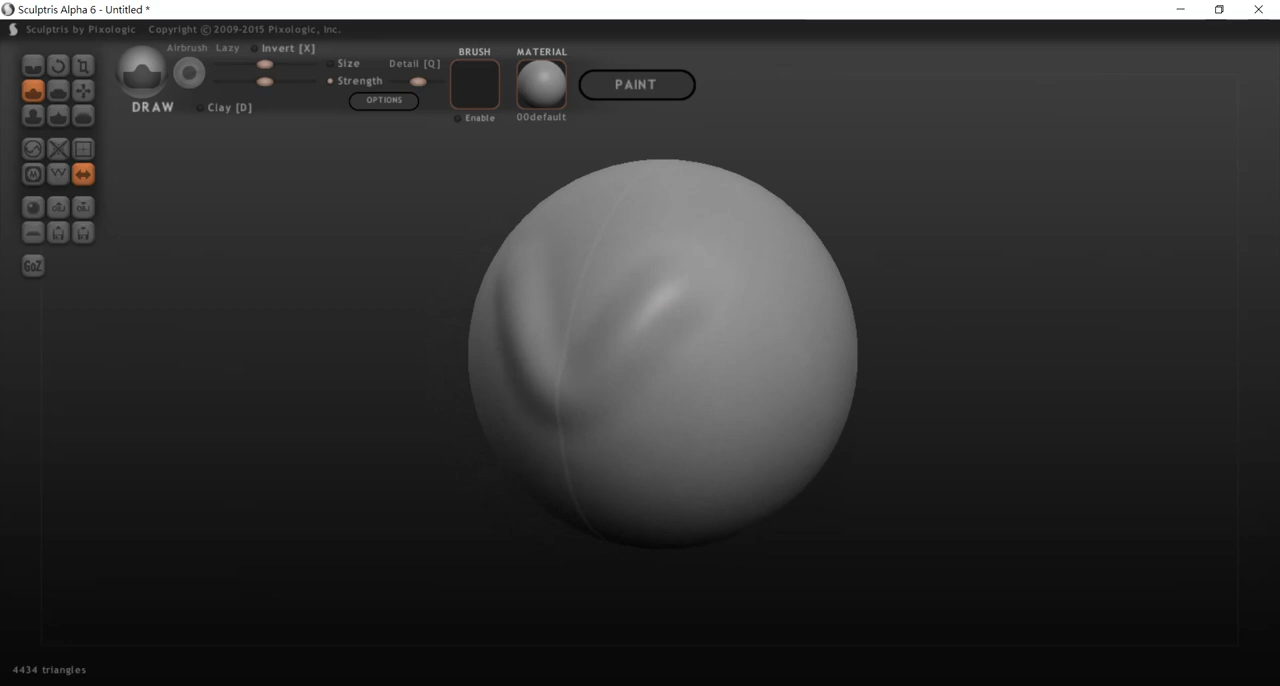 Sculptris Alpha 6 - Untitled *
Sculptris by Pixologic Copyright © 2009-2015 Pixologic, Inc.
Airbrush Lazy Invert [X]
Size Detail [Q]
Strength
OPTIONS
DRAW Clay [D]
BRUSH
Enable
MATERIAL
00default
PAINT
GoZ
4434 triangles